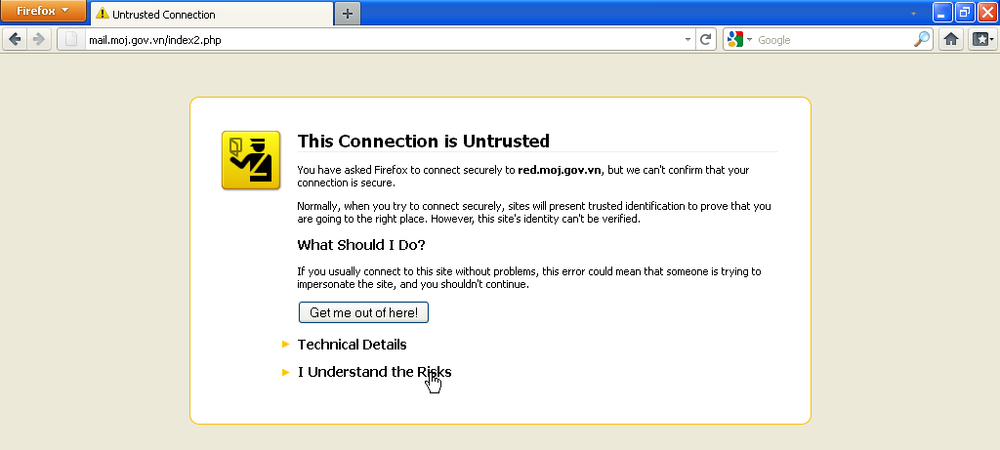 Firefox
Untrusted Connection
mail.moj.gov.vn/index2.php
Google
This Connection is Untrusted
You have asked Firefox to connect securely to red.moj.gov.vn, but we can't confirm that your
connection is secure.
Normally, when you try to connect securely, sites will present trusted identification to prove that you
are going to the right place. However, this site's identity can't be verified.
What Should I Do?
If you usually connect to this site without problems, this error could mean that someone is trying to
impersonate the site, and you shouldn't continue.
Get me out of here!
Technical Details
I Understand the Risks